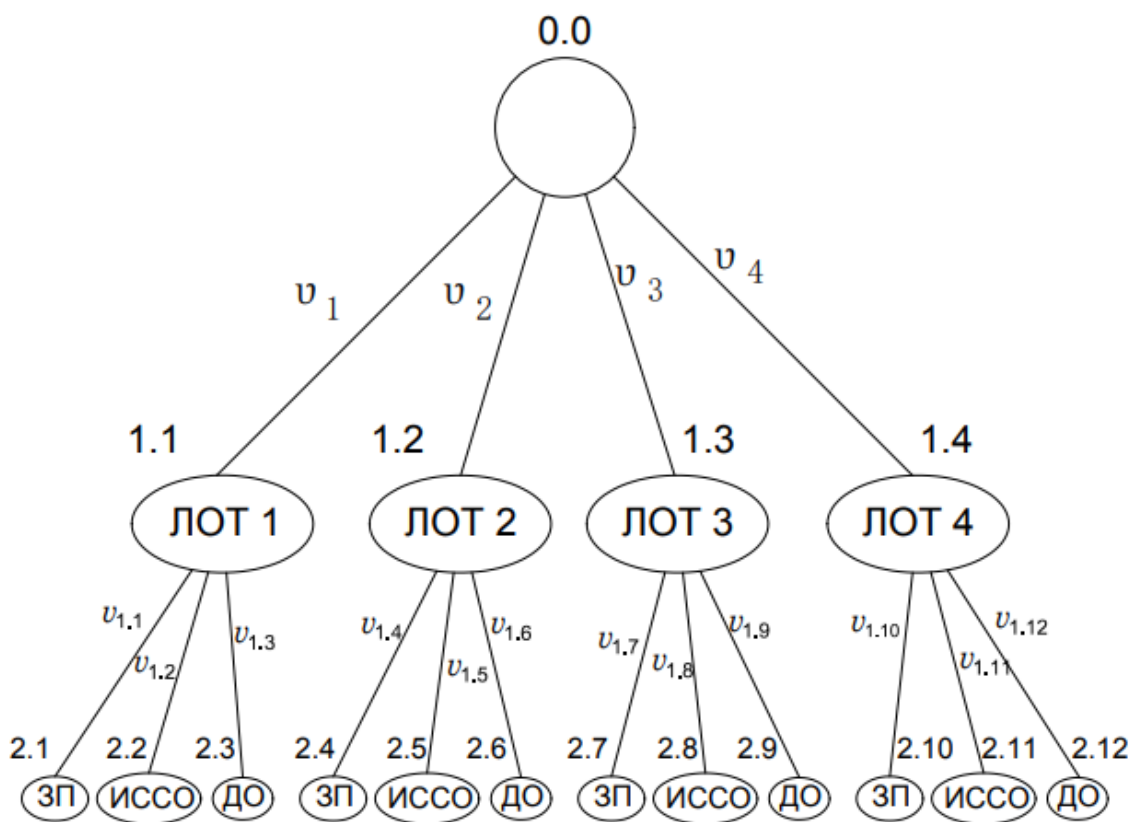 0.0
υ 1 υ 2 υ 3 υ 4
1.1 1.2 1.3 1.4
ЛОТ 1 ЛОТ 2 ЛОТ 3 ЛОТ 4
υ1.1 υ1.2 υ1.3 υ1.4 υ1.5 υ1.6 υ1.7 υ1.8 υ1.9 υ1.10 υ1.11 υ1.12
2.1 2.2 2.3 2.4 2.5 2.6 2.7 2.8 2.9 2.10 2.11 2.12
ЗП ИССО ДО ЗП ИССО ДО ЗП ИССО ДО ЗП ИССО ДО